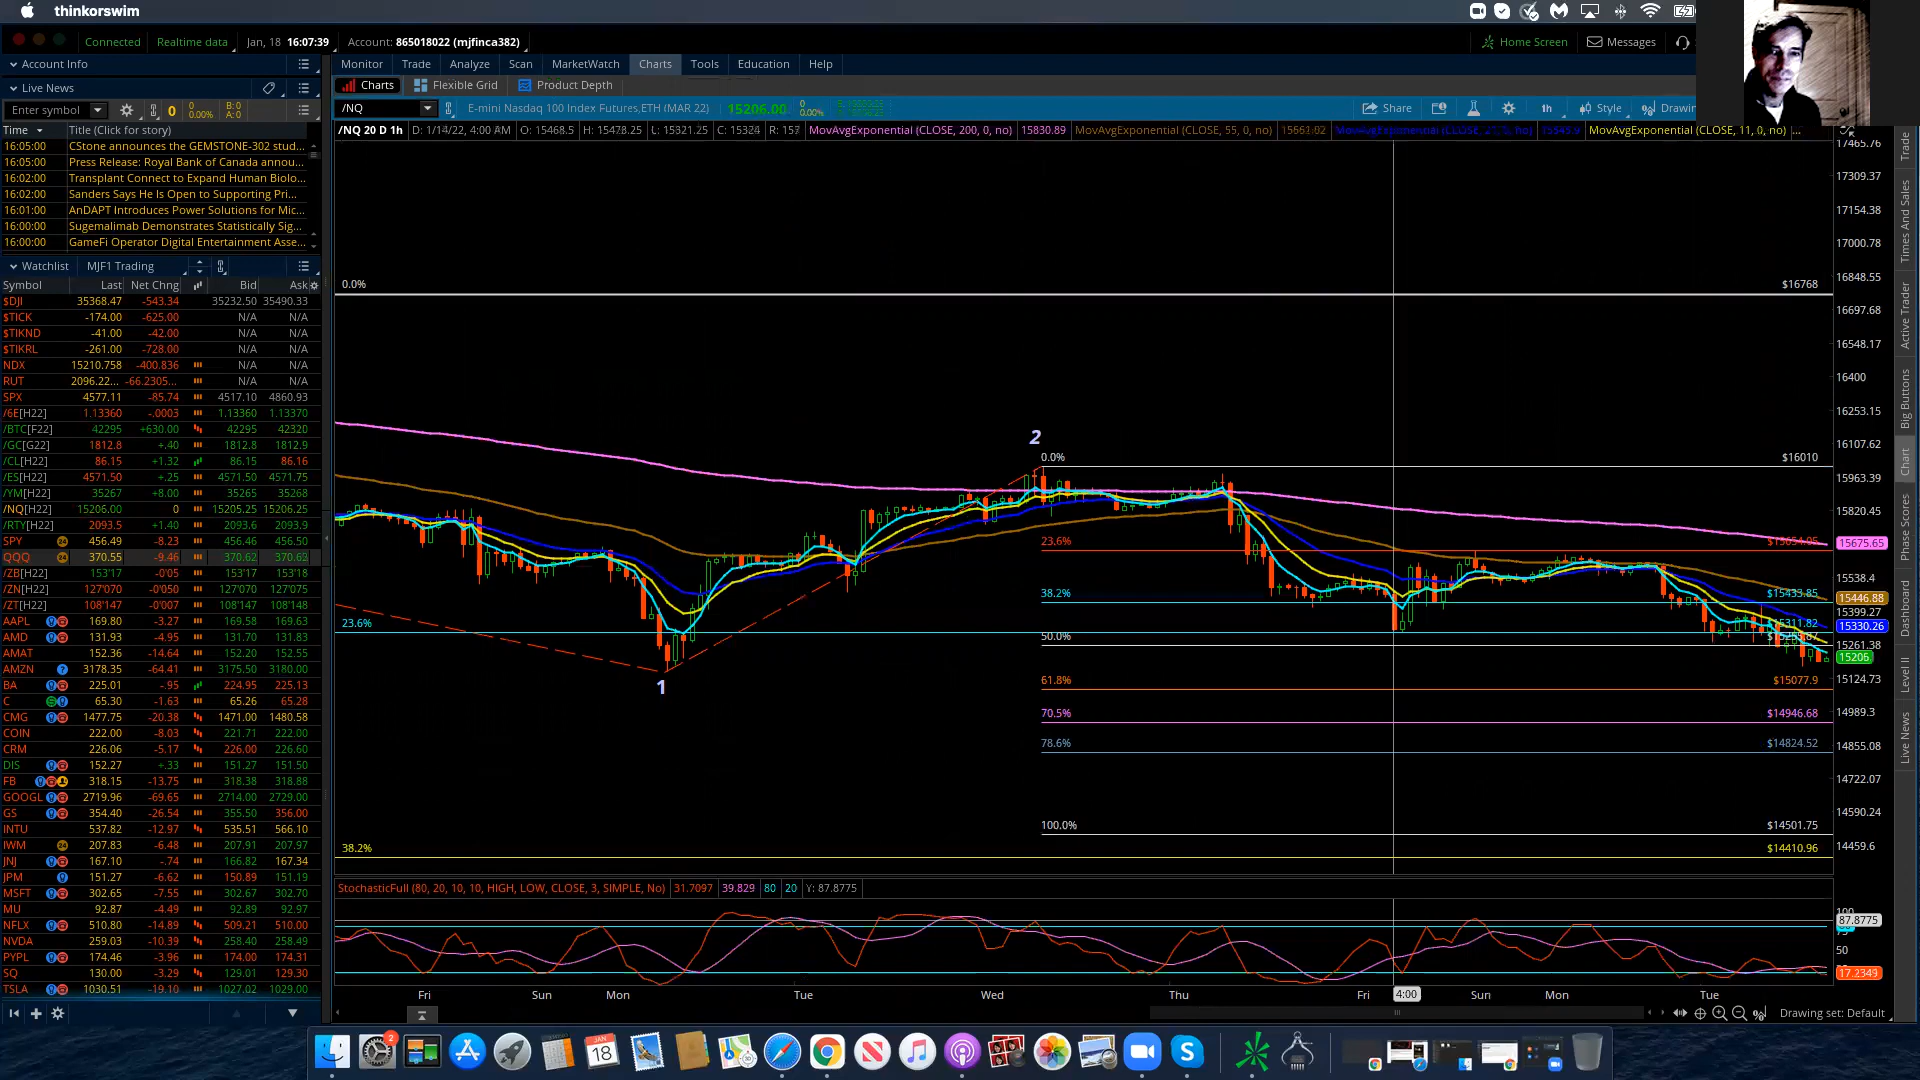 thinkorswim
Connected Realtime data Jan, 18 16:07:39 Account: 865018022 (mjfinca382) Home Screen Messages
Account Info
Live News
Enter symbol 0 0 0.00% B: 0 A: 0
Time Title (Click for story)
16:05:00 CStone announces the GEMSTONE-302 stud...
16:05:00 Press Release: Royal Bank of Canada annou...
16:02:00 Transplant Connect to Expand Human Biolo...
16:02:00 Sanders Says He Is Open to Supporting Pri...
16:01:00 AnDAPT Introduces Power Solutions for Mic...
16:00:00 Sugemalimab Demonstrates Statistically Sig...
16:00:00 GameFi Operator Digital Entertainment Asse...
Watchlist MJF1 Trading
Symbol Last Net Chng Bid Ask
$DJI 35368.47 -543.34 35232.50 35490.33
$TICK -174.00 -625.00 N/A N/A
$TIKND -41.00 -42.00 N/A N/A
$TIKRL -261.00 -728.00 N/A N/A
NDX 15210.758 -400.836 N/A N/A
RUT 2096.22... -66.2305... N/A N/A
SPX 4577.11 -85.74 4517.10 4860.93
/6E[H22] 1.13360 -.0003 1.13360 1.13370
/BTC[F22] 42295 +630.00 42295 42320
/GC[G22] 1812.8 +.40 1812.8 1812.9
/CL[H22] 86.15 +1.32 86.15 86.16
/ES[H22] 4571.50 +.25 4571.50 4571.75
/YM[H22] 35267 +8.00 35265 35268
/NQ[H22] 15206.00 0 15205.25 15206.25
/RTY[H22] 2093.5 +1.40 2093.6 2093.9
SPY 456.49 -8.23 456.46 456.50
QQQ 370.55 -9.46 370.62 370.62
/ZB[H22] 153'17 -0'05 153'17 153'18
/ZN[H22] 127'070 -0'050 127'070 127'075
/ZT[H22] 108'147 -0'007 108'147 108'148
AAPL 169.80 -3.27 169.58 169.63
AMD 131.93 -4.95 131.70 131.83
AMAT 152.36 -14.64 152.20 152.55
AMZN 3178.35 -64.41 3175.50 3180.00
BA 225.01 -.95 224.95 225.13
C 65.30 -1.63 65.26 65.28
CMG 1477.75 -20.38 1471.00 1480.58
COIN 222.00 -8.03 221.71 222.00
CRM 226.06 -5.17 226.00 226.60
DIS 152.27 +.33 151.27 151.50
FB 318.15 -13.75 318.38 318.88
GOOGL 2719.96 -69.65 2714.00 2729.00
GS 354.40 -26.54 355.50 356.00
INTU 537.82 -12.97 535.51 566.10
IWM 207.83 -6.48 207.91 207.97
JNJ 167.10 -.74 166.82 167.34
JPM 151.27 -6.62 150.89 151.19
MSFT 302.65 -7.55 302.67 302.70
MU 92.87 -4.49 92.89 92.97
NFLX 510.80 -14.89 509.21 510.00
NVDA 259.03 -10.39 258.40 258.49
PYPL 174.46 -3.96 174.00 174.31
SQ 130.00 -3.29 129.01 129.30
TSLA 1030.51 -19.10 1027.02 1029.00
Monitor Trade Analyze Scan MarketWatch Charts Tools Education Help
Charts Flexible Grid Product Depth
/NQ E-mini Nasdaq 100 Index Futures,ETH (MAR 22) 15206.00 0 0.00% Share 1h Style Drawin
/NQ 20 D 1h D: 1/14/22, 4:00 AM O: 15468.5 H: 15478.25 L: 15321.25 C: 15324 MovAvgExponential (CLOSE, 200, 0, no) 15830.89 MovAvgExponential (CLOSE, 55, 0, no) MovAvgExponential (CLOSE, 11, 0, no) ...
17465.76
17309.37
17154.38
17000.78
16848.55
0.0% $16768
16697.68
16548.17
16400
16253.15
16107.62
2
0.0% $16010
15963.39
15820.45
23.6% 15675.65
15538.4
38.2% $15433.85 15446.88
15399.27
23.6% $15311.82 15330.26
50.0% 15261.38
15206
1
61.8% $15077.9 15124.73
70.5% $14946.68 14989.3
78.6% $14824.52 14855.08
14722.07
14590.24
100.0% $14501.75
38.2% $14410.96 14459.6
StochasticFull (80, 20, 10, 10, HIGH, LOW, CLOSE, 3, SIMPLE, No) 31.7097 39.829 80 20 Y: 87.8775
87.8775
50
17.2349
Fri Sun Mon Tue Wed Thu Fri 4:00 Sun Mon Tue
Drawing set: Default
Trade
Times And Sales
Active Trader
Big Buttons
Chart
Phase Scores
Dashboard
Level II
Live News
2
JAN 18